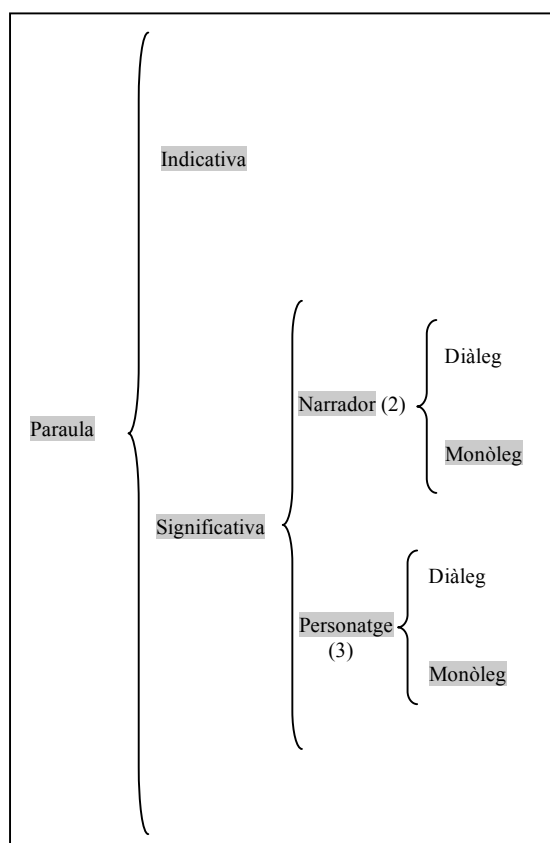 Indicativa
Diàleg
Narrador (2)
Paraula
Monòleg
Significativa
Diàleg
Personatge
(3)
Monòleg